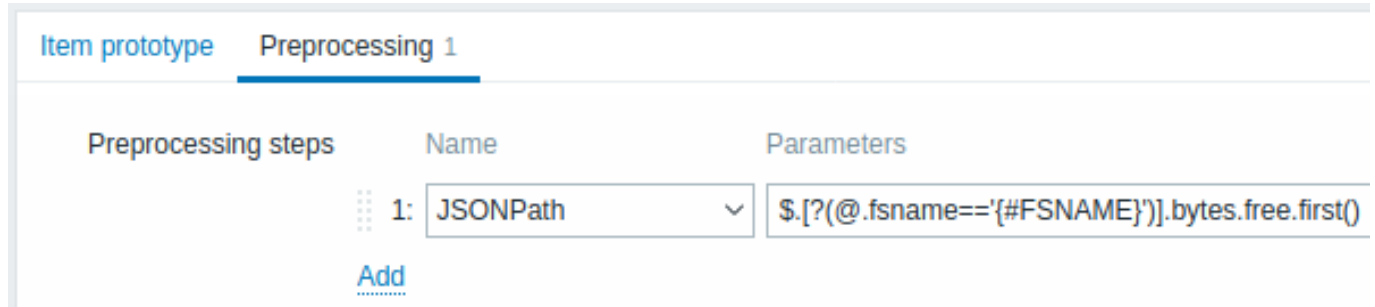 Item prototype Preprocessing 1
Preprocessing steps Name Parameters
1: JSONPath $.[?(@.fsname=='{#FSNAME}')].bytes.free.first()
Add